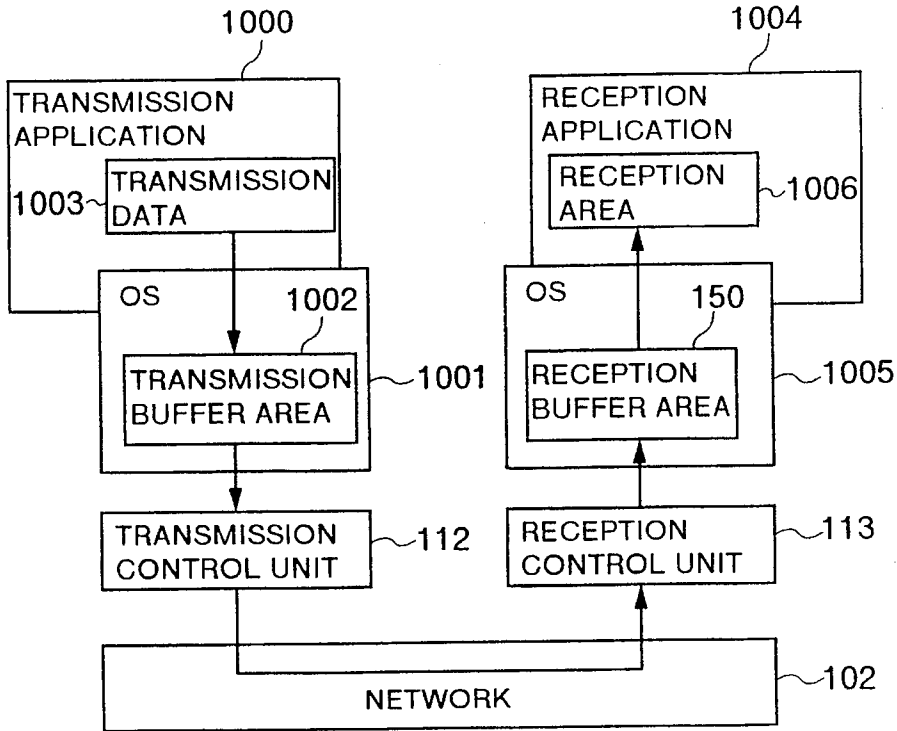 1000
1004
TRANSMISSION
APPLICATION
RECEPTION
APPLICATION
1003
TRANSMISSION
DATA
RECEPTION
AREA
1006
OS
1002
OS
150
TRANSMISSION
BUFFER AREA
1001
RECEPTION
BUFFER AREA
1005
TRANSMISSION
CONTROL UNIT
112
RECEPTION
CONTROL UNIT
113
NETWORK
102